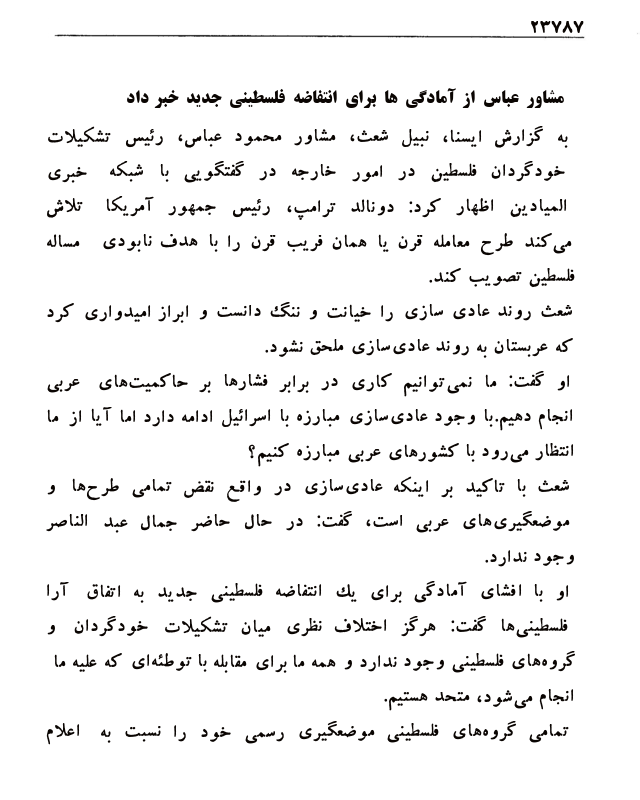 ۲۳۷۸۷
مشاور عباس از آمادگی ها برای انتفاضه فلسطینی جدید خبر داد
به گزارش ایسنا، نبیل شعث، مشاور محمود عباس، رئیس تشکیلات
خودگردان فلسطین در امور خارجه در گفتگویی با شبکه خبری
المیادین اظهار کرد: دونالد ترامپ، رئیس جمهور آمریکا تلاش
می‌کند طرح معامله قرن یا همان فریب قرن را با هدف نابودی مساله
فلسطین تصویب کند.
شعث روند عادی سازی را خیانت و ننگ دانست و ابراز امیدواری کرد
که عربستان به روند عادی‌سازی ملحق نشود.
او گفت: ما نمی‌توانیم کاری در برابر فشارها بر حاکمیت‌های عربی
انجام دهیم.با وجود عادی‌سازی مبارزه با اسرائیل ادامه دارد اما آیا از ما
انتظار می‌رود با کشورهای عربی مبارزه کنیم؟
شعث با تاکید بر اینکه عادی‌سازی در واقع نقض تمامی طرح‌ها و
موضعگیری‌های عربی است، گفت: در حال حاضر جمال عبد الناصر
وجود ندارد.
او با افشای آمادگی برای یك انتفاضه فلسطینی جدید به اتفاق آرا
فلسطینی‌ها گفت: هرگز اختلاف نظری میان تشکیلات خودگردان و
گروه‌های فلسطینی وجود ندارد و همه ما برای مقابله با توطئه‌ای که علیه ما
انجام می‌شود، متحد هستیم.
تمامی گروه‌های فلسطینی موضعگیری رسمی خود را نسبت به اعلام